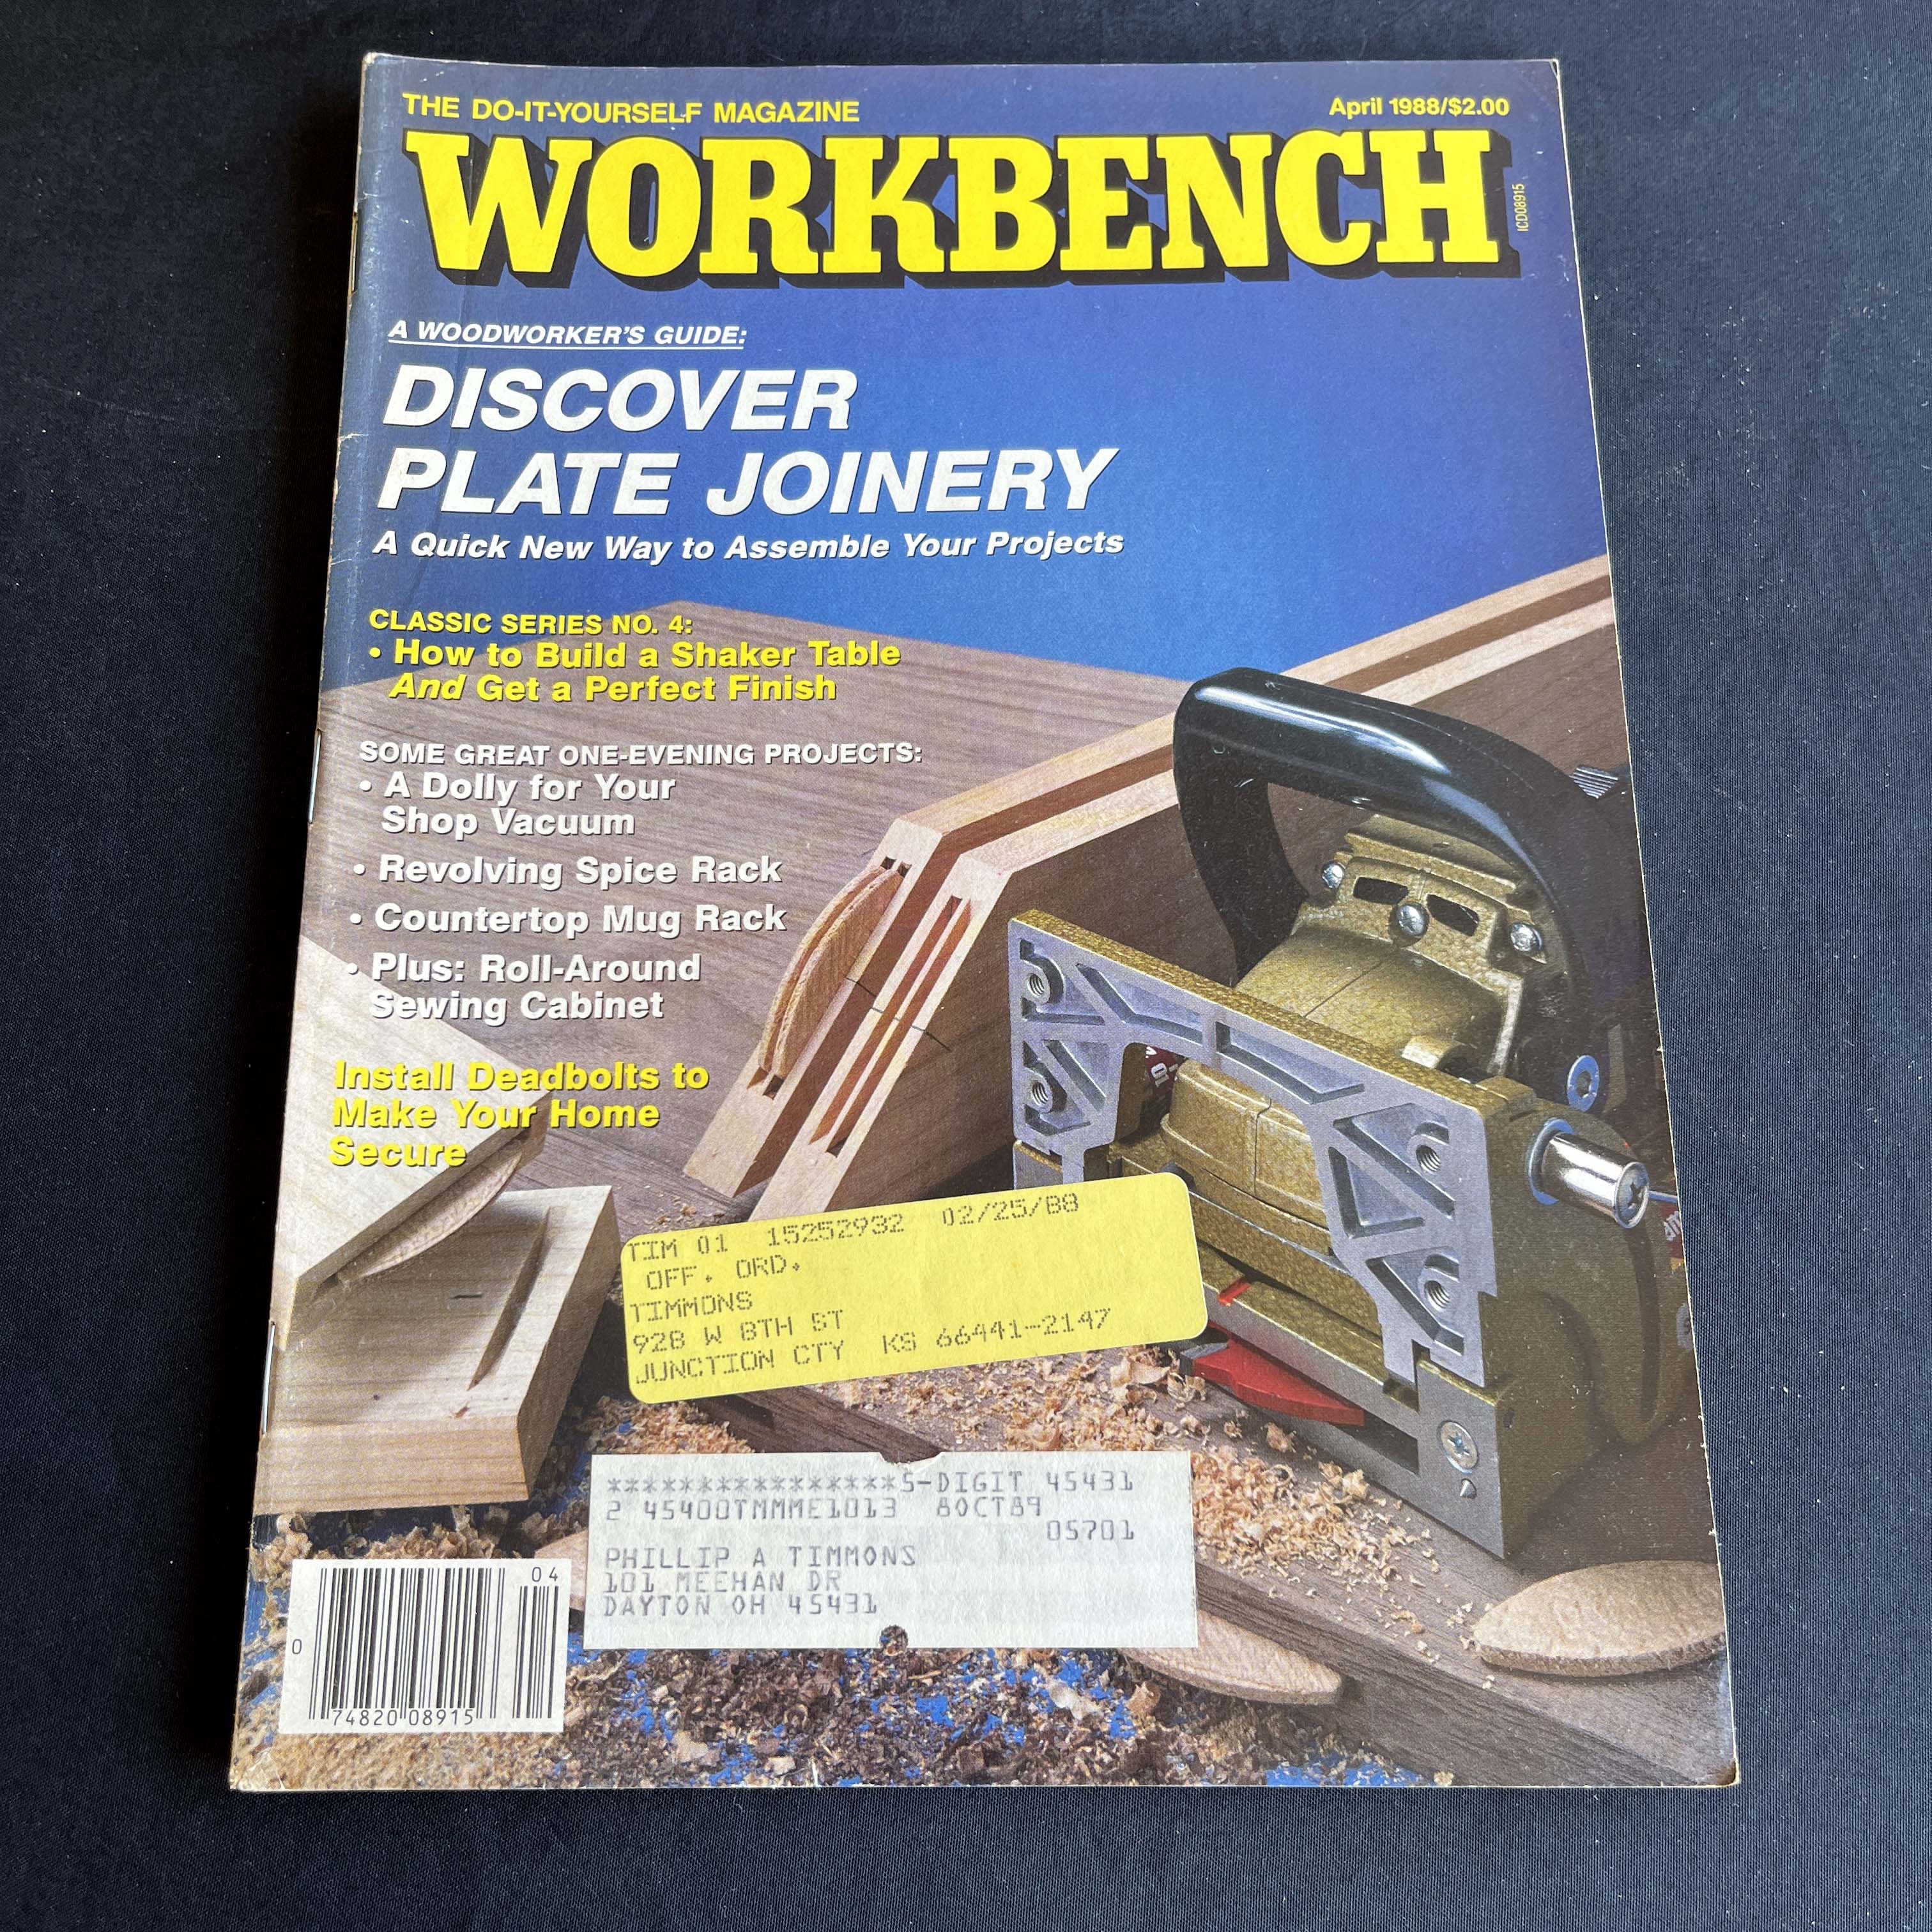 THE DO-IT-YOURSELF MAGAZINE
April 1988/$2.00
WORKBENCH
ICD08915
A WOODWORKER'S GUIDE:
DISCOVER
PLATE JOINERY
A Quick New Way to Assemble Your Projects
CLASSIC SERIES NO. 4:
• How to Build a Shaker Table
And Get a Perfect Finish
SOME GREAT ONE-EVENING PROJECTS:
• A Dolly for Your
Shop Vacuum
• Revolving Spice Rack
• Countertop Mug Rack
• Plus: Roll-Around
Sewing Cabinet
Install Deadbolts to
Make Your Home
Secure
TIM 01 15252932 02/25/88
OFF. ORD.
TIMMONS
928 W 8TH ST
JUNCTION CTY KS 66441-2147
****************5-DIGIT 45431
2 45400TMMME1013 8OCT89
05701
PHILLIP A TIMMONS
101 MEEHAN DR
DAYTON OH 45431
04
0 74820 08915